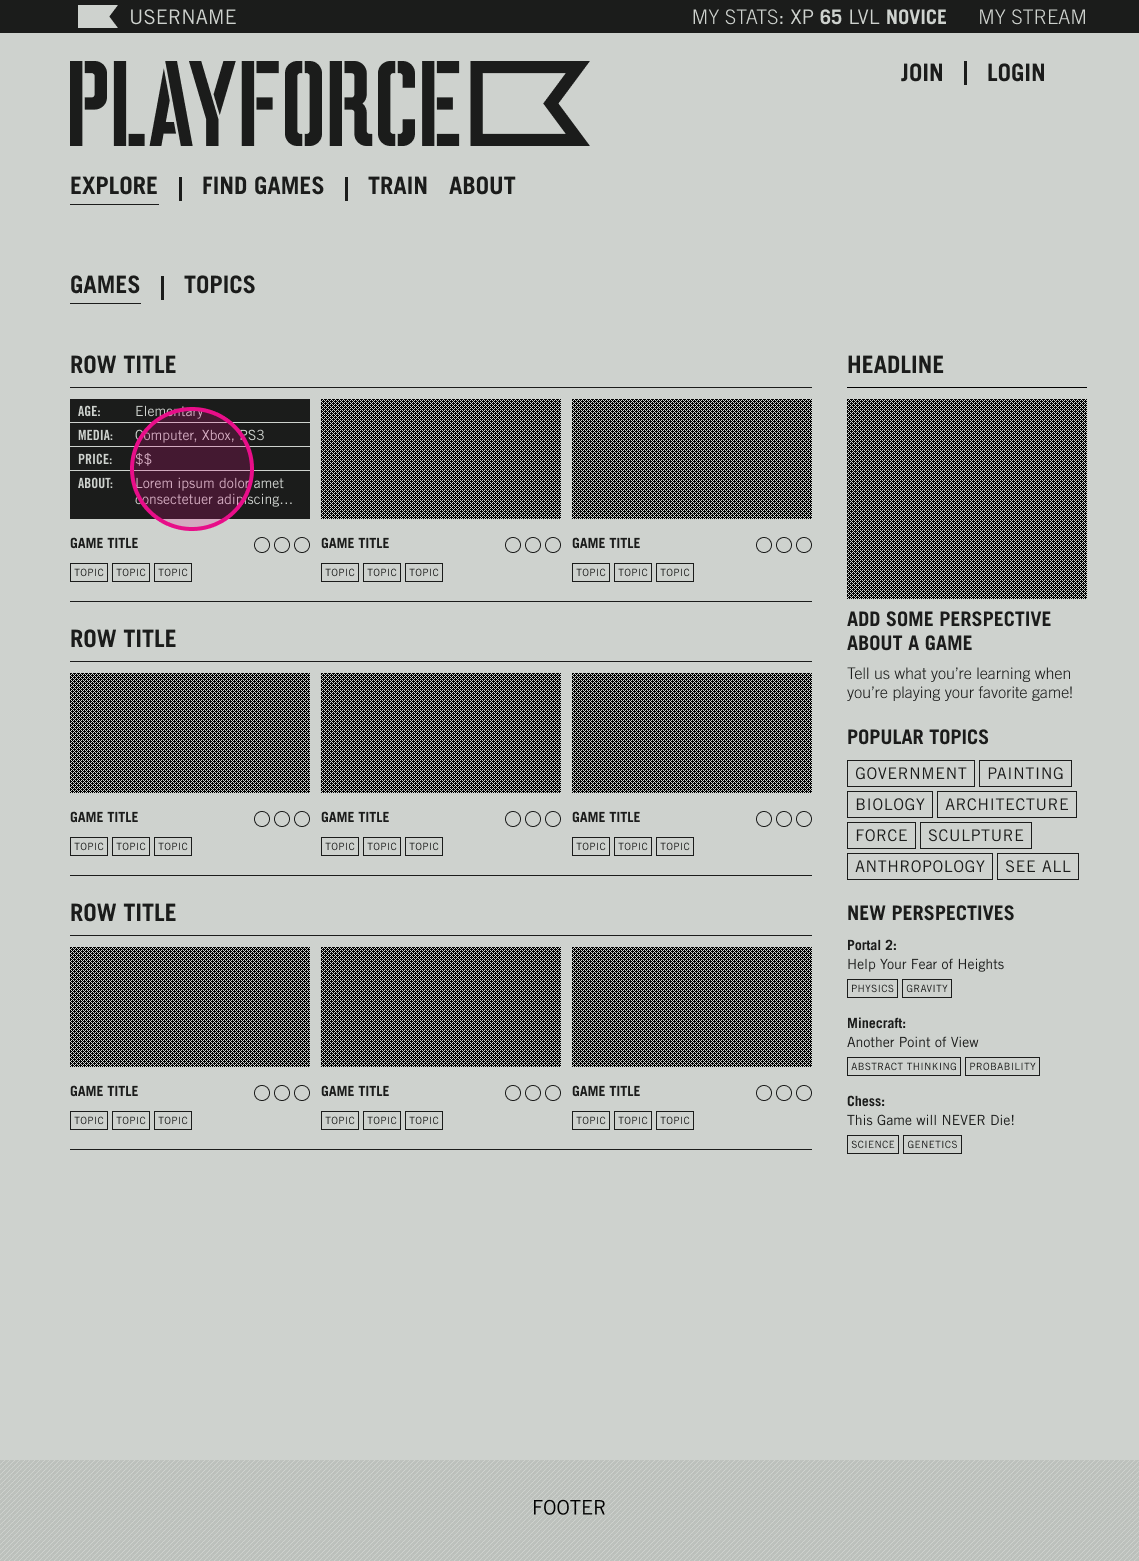 USERNAME
MY STATS: XP 65 LVL NOVICE
MY STREAM
PLAYFORCE
JOIN | LOGIN
EXPLORE | FIND GAMES | TRAIN ABOUT
GAMES | TOPICS
ROW TITLE
AGE: Elementary
MEDIA: Computer, Xbox, PS3
PRICE: $$
ABOUT: Lorem ipsum dolor amet
consectetuer adipiscing...
GAME TITLE
TOPIC TOPIC TOPIC
GAME TITLE
TOPIC TOPIC TOPIC
GAME TITLE
TOPIC TOPIC TOPIC
ROW TITLE
GAME TITLE
TOPIC TOPIC TOPIC
GAME TITLE
TOPIC TOPIC TOPIC
GAME TITLE
TOPIC TOPIC TOPIC
ROW TITLE
GAME TITLE
TOPIC TOPIC TOPIC
GAME TITLE
TOPIC TOPIC TOPIC
GAME TITLE
TOPIC TOPIC TOPIC
HEADLINE
ADD SOME PERSPECTIVE
ABOUT A GAME
Tell us what you're learning when
you're playing your favorite game!
POPULAR TOPICS
GOVERNMENT PAINTING
BIOLOGY ARCHITECTURE
FORCE SCULPTURE
ANTHROPOLOGY SEE ALL
NEW PERSPECTIVES
Portal 2:
Help Your Fear of Heights
PHYSICS GRAVITY
Minecraft:
Another Point of View
ABSTRACT THINKING PROBABILITY
Chess:
This Game will NEVER Die!
SCIENCE GENETICS
FOOTER